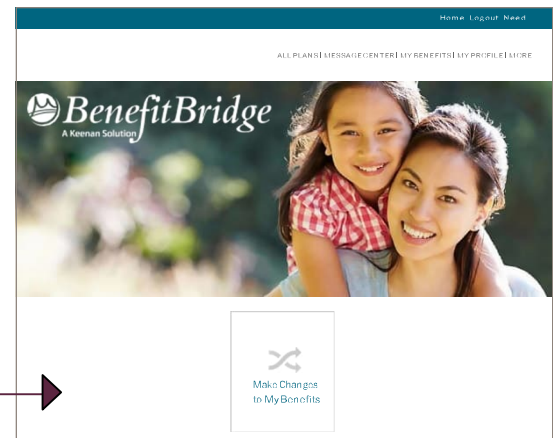 Home Logout Need
ALL PLANS| MESSAGE CENTER| MY BENEFITS| MY PROFILE| MORE
BenefitBridge
A Keenan Solution
Make Changes
to My Benefits